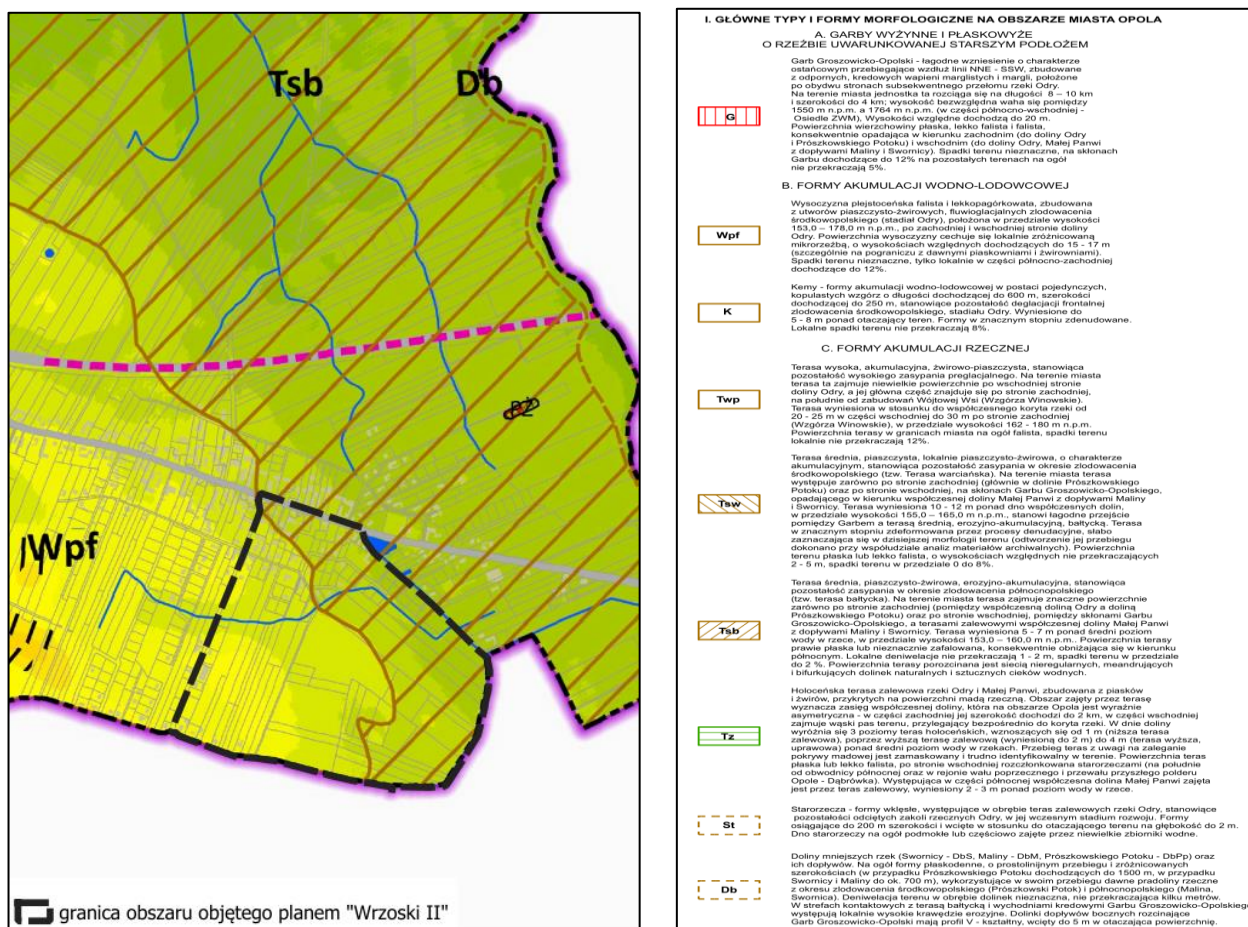 Tsb
Db
PZ
Wpf
granica obszaru objętego planem "Wrzoski II"
I. GŁÓWNE TYPY I FORMY MORFOLOGICZNE NA OBSZARZE MIASTA OPOLA
A. GARBY WYŻYNNE I PŁASKOWYŻE
O RZEŹBIE UWARUNKOWANEJ STARSZYM PODŁOŻEM
G
Garb Groszowicko-Opolski - łagodne wzniesienie o charakterze
ostańcowym przebiegające wzdłuż linii NNE - SSW, zbudowane
z odpornych, kredowych wapieni marglistych i margli, położone
po obydwu stronach subsekwentnego przełomu rzeki Odry.
Na terenie miasta jednostka ta rozciąga się na długości 8 – 10 km
i szerokości do 4 km; wysokość bezwzględna waha się pomiędzy
1550 m n.p.m. a 1764 m n.p.m. (w części północno-wschodniej -
Osiedle ZWM), Wysokości względne dochodzą do 20 m.
Powierzchnia wierzchowiny płaska, lekko falista i falista,
konsekwentnie opadająca w kierunku zachodnim (do doliny Odry
i Prószkowskiego Potoku) i wschodnim (do doliny Odry, Małej Panwi
z dopływami Maliny i Swornicy). Spadki terenu nieznaczne, na skłonach
Garbu dochodzące do 12% na pozostałych terenach na ogół
nie przekraczają 5%.
B. FORMY AKUMULACJI WODNO-LODOWCOWEJ
Wpf
Wysoczyzna plejstoceńska falista i lekkopagórkowata, zbudowana
z utworów piaszczysto-żwirowych, fluwioglacjalnych zlodowacenia
środkowopolskiego (stadiał Odry), położona w przedziale wysokości
153,0 – 178,0 m n.p.m., po zachodniej i wschodniej stronie doliny
Odry. Powierzchnia wysoczyzny cechuje się lokalnie zróżnicowaną
mikrorzeźbą, o wysokościach względnych dochodzących do 15 - 17 m
(szczególnie na pograniczu z dawnymi piaskowniami i żwirowniami).
Spadki terenu nieznaczne, tylko lokalnie w części północno-zachodniej
dochodzące do 12%.
K
Kemy - formy akumulacji wodno-lodowcowej w postaci pojedynczych,
kopulastych wzgórz o długości dochodzącej do 600 m, szerokości
dochodzącej do 250 m, stanowiące pozostałość deglacjacji frontalnej
zlodowacenia środkowopolskiego, stadiału Odry. Wyniesione do
5 - 8 m ponad otaczający teren. Formy w znacznym stopniu zdenudowane.
Lokalne spadki terenu nie przekraczają 8%.
C. FORMY AKUMULACJI RZECZNEJ
Twp
Terasa wysoka, akumulacyjna, żwirowo-piaszczysta, stanowiąca
pozostałość wysokiego zasypania preglacjalnego. Na terenie miasta
terasa ta zajmuje niewielkie powierzchnie po wschodniej stronie
doliny Odry, a jej główna część znajduje się po stronie zachodniej,
na południe od zabudowań Wójtowej Wsi (Wzgórza Winowskie).
Terasa wyniesiona w stosunku do współczesnego koryta rzeki od
20 - 25 m w części wschodniej do 30 m po stronie zachodniej
(Wzgórza Winowskie), w przedziale wysokości 162 - 180 m n.p.m.
Powierzchnia terasy w granicach miasta na ogół falista, spadki terenu
lokalnie nie przekraczają 12%.
Tsw
Terasa średnia, piaszczysta, lokalnie piaszczysto-żwirowa, o charakterze
akumulacyjnym, stanowiąca pozostałość zasypania w okresie zlodowacenia
środkowopolskiego (tzw. Terasa warciańska). Na terenie miasta terasa
występuje zarówno po stronie zachodniej (głównie w dolinie Prószkowskiego
Potoku) oraz po stronie wschodniej, na skłonach Garbu Groszowicko-Opolskiego,
opadającego w kierunku współczesnej doliny Małej Panwi z dopływami Maliny
i Swornicy. Terasa wyniesiona 10 - 12 m ponad dno współczesnych dolin,
w przedziale wysokości 155,0 – 165,0 m n.p.m., stanowi łagodne przejście
pomiędzy Garbem a terasą średnią, erozyjno-akumulacyjną, bałtycką. Terasa
w znacznym stopniu zdeformowana przez procesy denudacyjne, słabo
zaznaczająca się w dzisiejszej morfologii terenu (odtworzenie jej przebiegu
dokonano przy współudziale analiz materiałów archiwalnych). Powierzchnia
terenu płaska lub lekko falista, o wysokościach względnych nie przekraczających
2 - 5 m, spadki terenu w przedziale 0 do 8%.
Tsb
Terasa średnia, piaszczysto-żwirowa, erozyjno-akumulacyjna, stanowiąca
pozostałość zasypania w okresie zlodowacenia północnopolskiego
(tzw. terasa bałtycka). Na terenie miasta terasa zajmuje znaczne powierzchnie
zarówno po stronie zachodniej (pomiędzy współczesną doliną Odry a doliną
Prószkowskiego Potoku) oraz po stronie wschodniej, pomiędzy skłonami Garbu
Groszowicko-Opolskiego, a terasami zalewowymi współczesnej doliny Małej Panwi
z dopływami Maliny i Swornicy. Terasa wyniesiona 5 - 7 m ponad średni poziom
wody w rzece, w przedziale wysokości 153,0 – 160,0 m n.p.m.. Powierzchnia terasy
prawie płaska lub nieznacznie zafalowana, konsekwentnie obniżająca się w kierunku
północnym. Lokalne deniwelacje nie przekraczają 1 - 2 m, spadki terenu w przedziale
do 2 %. Powierzchnia terasy porozcinana jest siecią nieregularnych, meandrujących
i bifurkujących dolinek naturalnych i sztucznych cieków wodnych.
Tz
Holoceńska terasa zalewowa rzeki Odry i Małej Panwi, zbudowana z piasków
i żwirów, przykrytych na powierzchni madą rzeczną. Obszar zajęty przez terasę
wyznacza zasięg współczesnej doliny, która na obszarze Opola jest wyraźnie
asymetryczna - w części zachodniej jej szerokość dochodzi do 2 km, w części wschodniej
zajmuje wąski pas terenu, przylegający bezpośrednio do koryta rzeki. W dnie doliny
wyróżnia się 3 poziomy teras holoceńskich, wznoszących się od 1 m (niższa terasa
zalewowa), poprzez wyższą terasę zalewową (wyniesioną do 2 m) do 4 m (terasa wyższa,
uprawowa) ponad średni poziom wody w rzekach. Przebieg teras z uwagi na zaleganie
pokrywy madowej jest zamaskowany i trudno identyfikowalny w terenie. Powierzchnia teras
płaska lub lekko falista, po stronie wschodniej rozczłonkowana starorzeczami (na południe
od obwodnicy północnej oraz w rejonie wału poprzecznego i przewału przyszłego polderu
Opole - Dąbrówka). Występująca w części północnej współczesna dolina Małej Panwi zajęta
jest przez teras zalewowy, wyniesiony 2 - 3 m ponad poziom wody w rzece.
St
Starorzecza - formy wklęsłe, występujące w obrębie teras zalewowych rzeki Odry, stanowiące
pozostałości odciętych zakoli rzecznych Odry, w jej wczesnym stadium rozwoju. Formy
osiągające do 200 m szerokości i wcięte w stosunku do otaczającego terenu na głębokość do 2 m.
Dno starorzeczy na ogół podmokłe lub częściowo zajęte przez niewielkie zbiorniki wodne.
Db
Doliny mniejszych rzek (Swornicy - DbS, Maliny - DbM, Prószkowskiego Potoku - DbPp) oraz
ich dopływów. Na ogół formy płaskodenne, o prostolinijnym przebiegu i zróżnicowanych
szerokościach (w przypadku Prószkowskiego Potoku dochodzących do 1500 m, w przypadku
Swornicy i Maliny do ok. 700 m), wykorzystujące w swoim przebiegu dawne pradoliny rzeczne
z okresu zlodowacenia środkowopolskiego (Prószkowski Potok) i północnopolskiego (Malina,
Swornica). Deniwelacja terenu w obrębie dolinek nieznaczna, nie przekraczająca kilku metrów.
W strefach kontaktowych z terasą bałtycką i wychodniami kredowymi Garbu Groszowicko-Opolskiego
występują lokalnie wysokie krawędzie erozyjne. Dolinki dopływów bocznych rozcinające
Garb Groszowicko-Opolski mają profil V - kształtny, wcięty do 5 m w otaczająca powierzchnię.